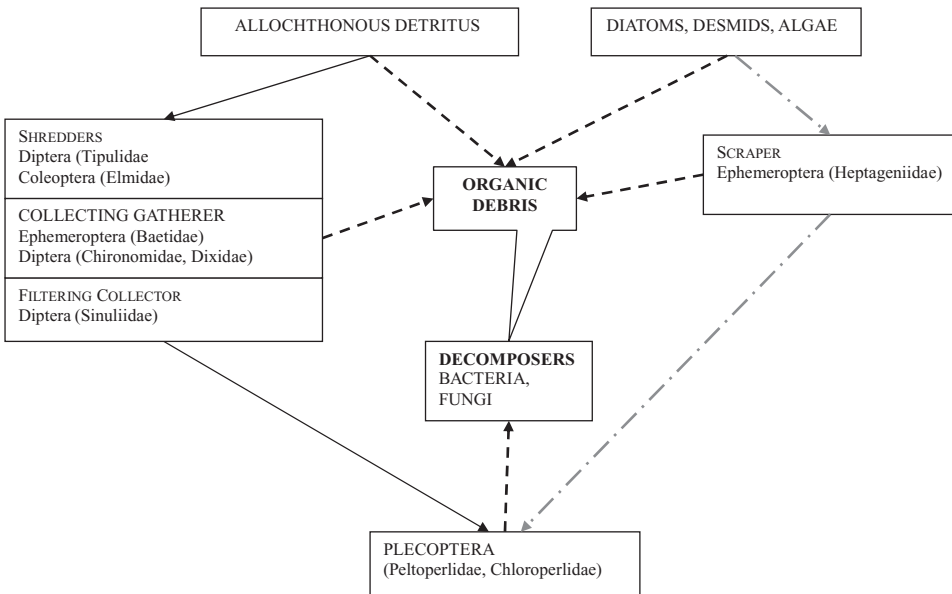 ALLOCHTHONOUS DETRITUS
DIATOMS, DESMIDS, ALGAE
SHREDDERS
Diptera (Tipulidae
Coleoptera (Elmidae)
COLLECTING GATHERER
Ephemeroptera (Baetidae)
Diptera (Chironomidae, Dixidae)
FILTERING COLLECTOR
Diptera (Sinuliidae)
ORGANIC
DEBRIS
SCRAPER
Ephemeroptera (Heptageniidae)
DECOMPOSERS
BACTERIA,
FUNGI
PLECOPTERA
(Peltoperlidae, Chloroperlidae)